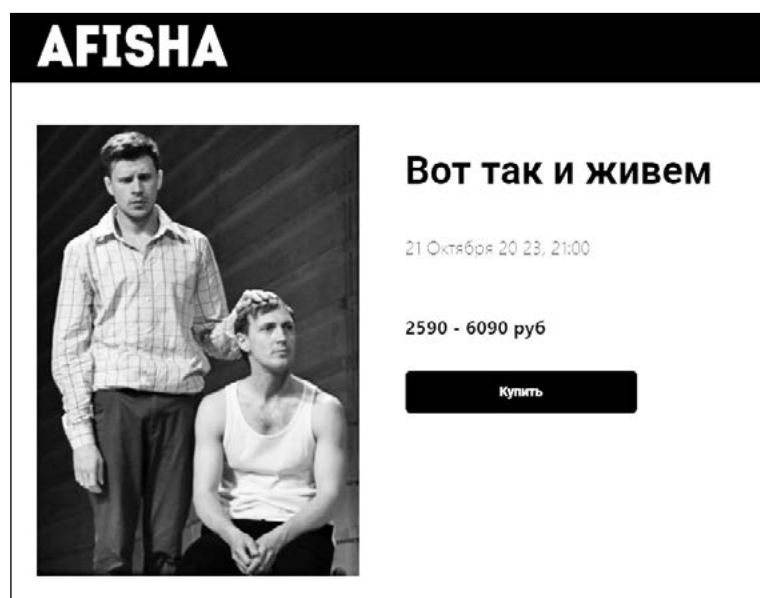 AFISHA
Вот так и живем
21 Октября 20 23, 21:00
2590 - 6090 руб
Купить